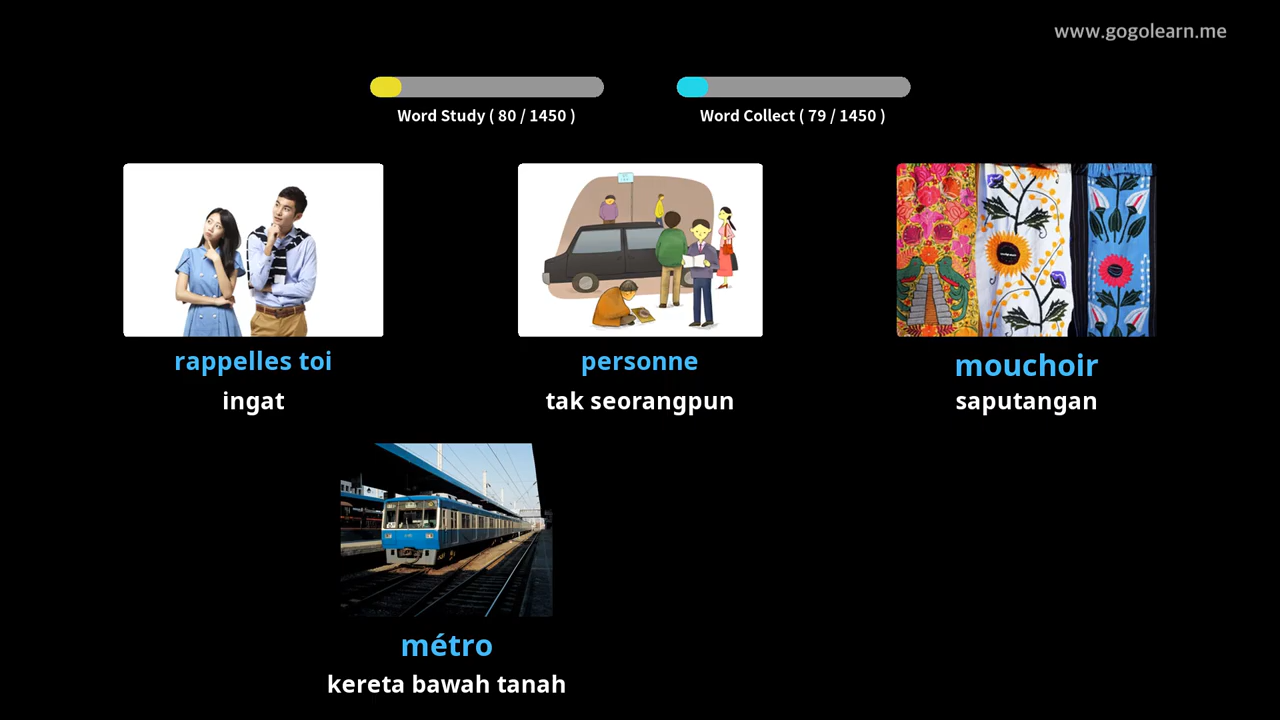 www.gogolearn.me
Word Study ( 80 / 1450 )
Word Collect ( 79 / 1450 )
rappelles toi
ingat
personne
tak seorangpun
mouchoir
saputangan
métro
kereta bawah tanah